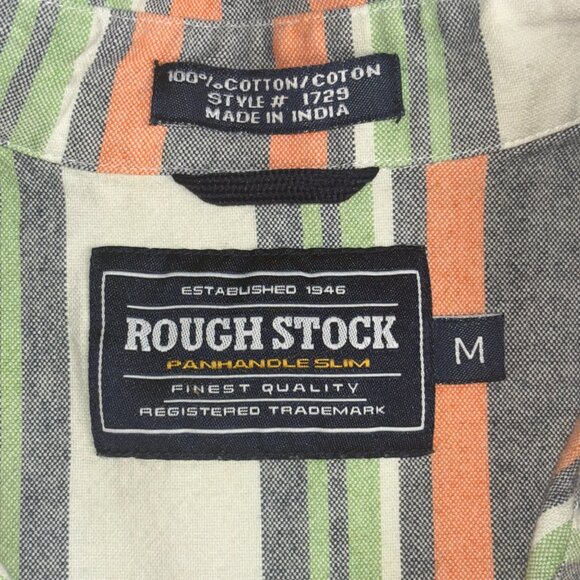 100% COTTON/COTON
STYLE # 1729
MADE IN INDIA
ESTABLISHED 1946
ROUGH STOCK
PANHANDLE SLIM
FINEST QUALITY
REGISTERED TRADEMARK
M